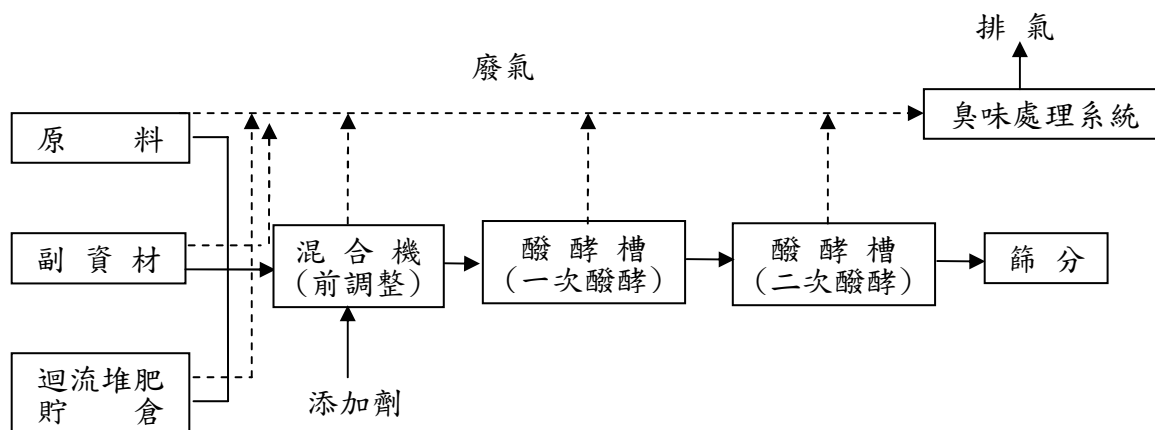 排氣
廢氣
臭味處理系統
原料
副資材
混合機
(前調整)
醱酵槽
(一次醱酵)
醱酵槽
(二次醱酵)
篩分
迴流堆肥
貯倉
添加劑